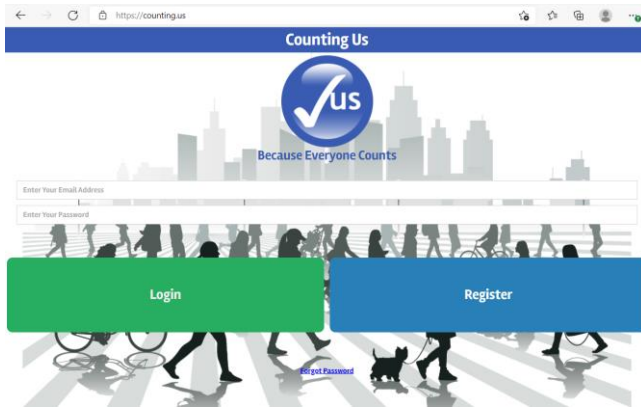 https://counting.us
Counting Us
us
Because Everyone Counts
Enter Your Email Address
Enter Your Password
Login
Register
Forgot Password